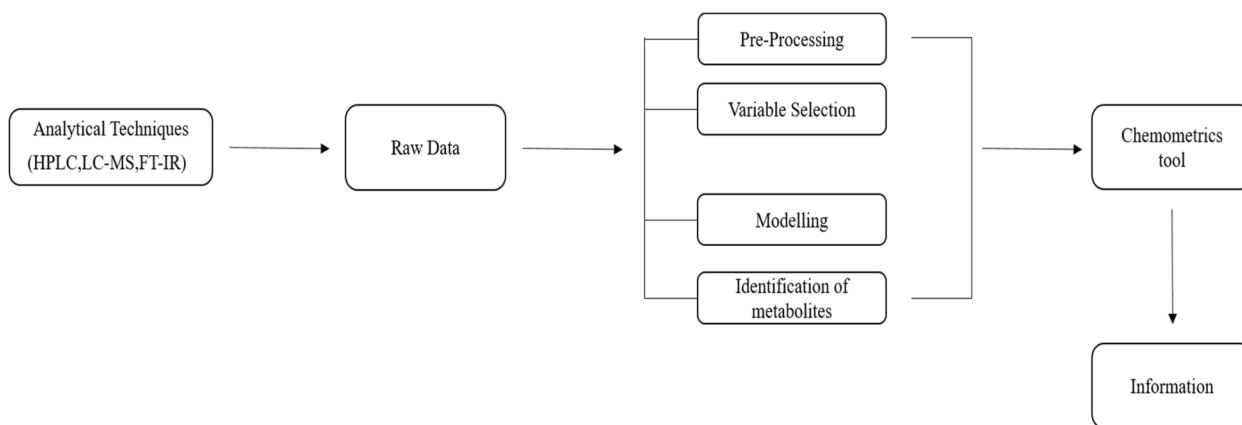 Analytical Techniques
(HPLC,LC-MS,FT-IR)
Raw Data
Pre-Processing
Variable Selection
Modelling
Identification of
metabolites
Chemometrics
tool
Information